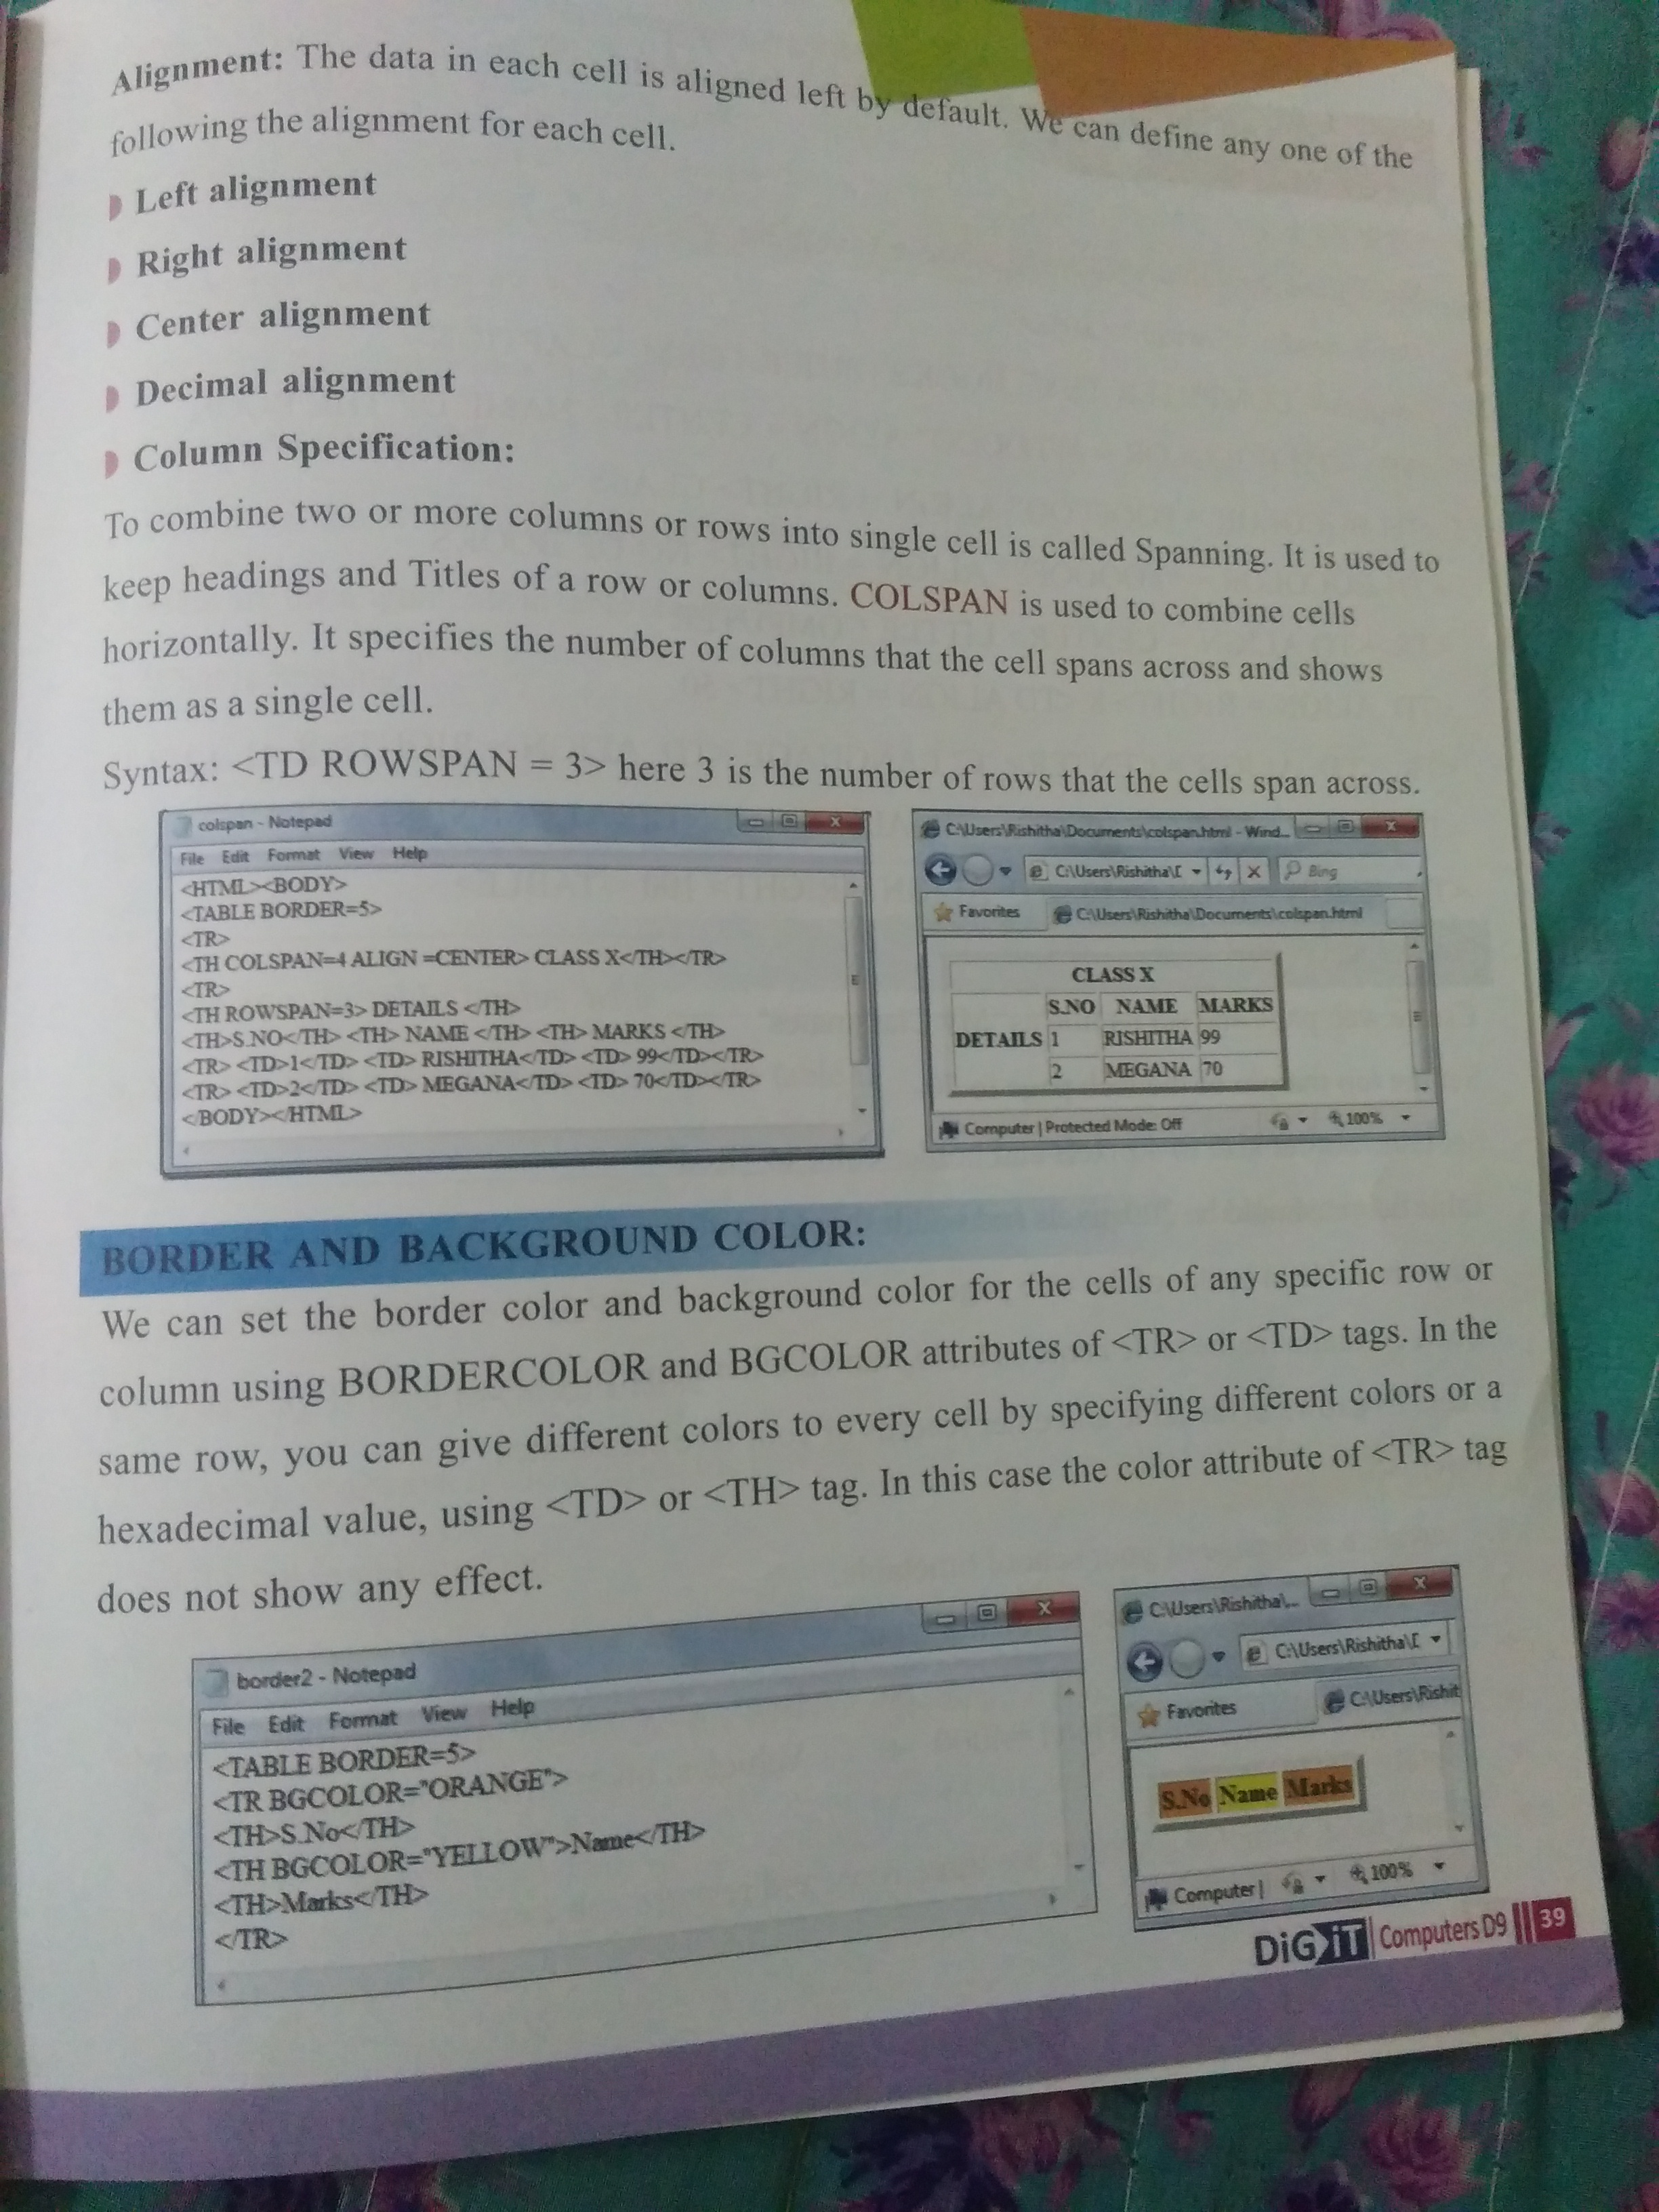 Alignment: The data in each cell is aligned left by default. We can define any one of the
following the alignment for each cell.
Left alignment
Right alignment
Center alignment
Decimal alignment
Column Specification:
To combine two or more columns or rows into single cell is called Spanning. It is used to
keep headings and Titles of a row or columns. COLSPAN is used to combine cells
horizontally. It specifies the number of columns that the cell spans across and shows
them as a single cell.
Syntax: <TD ROWSPAN = 3> here 3 is the number of rows that the cells span across.
colspan - Notepad
File Edit Format View Help
<HTML><BODY>
<TABLE BORDER=5>
<TR>
<TH COLSPAN=4 ALIGN =CENTER> CLASS X</TH></TR>
<TR>
<TH ROWSPAN=3> DETAILS </TH>
<TH>S.NO</TH> <TH> NAME </TH> <TH> MARKS </TH>
<TR> <TD>1</TD> <TD> RISHITHA</TD> <TD> 99</TD></TR>
<TR> <TD>2</TD> <TD> MEGANA</TD> <TD> 70</TD></TR>
</BODY></HTML>
C:\Users\Rishitha\Documents\colspan.html - Wind...
C:\Users\Rishitha\D
Bing
Favorites C:\Users\Rishitha\Documents\colspan.html
CLASS X
S.NO NAME MARKS
DETAILS 1 RISHITHA 99
2 MEGANA 70
Computer | Protected Mode: Off 100%
BORDER AND BACKGROUND COLOR:
We can set the border color and background color for the cells of any specific row or
column using BORDERCOLOR and BGCOLOR attributes of <TR> or <TD> tags. In the
same row, you can give different colors to every cell by specifying different colors or a
hexadecimal value, using <TD> or <TH> tag. In this case the color attribute of <TR> tag
does not show any effect.
border2 - Notepad
File Edit Format View Help
<TABLE BORDER=5>
<TR BGCOLOR="ORANGE">
<TH>S.No</TH>
<TH BGCOLOR="YELLOW">Name</TH>
<TH>Marks</TH>
</TR>
C:\Users\Rishitha\...
C:\Users\Rishitha\D
Favorites C:\Users\Rishit
S.No Name Marks
Computer | 100%
DiGiT Computers D9 39